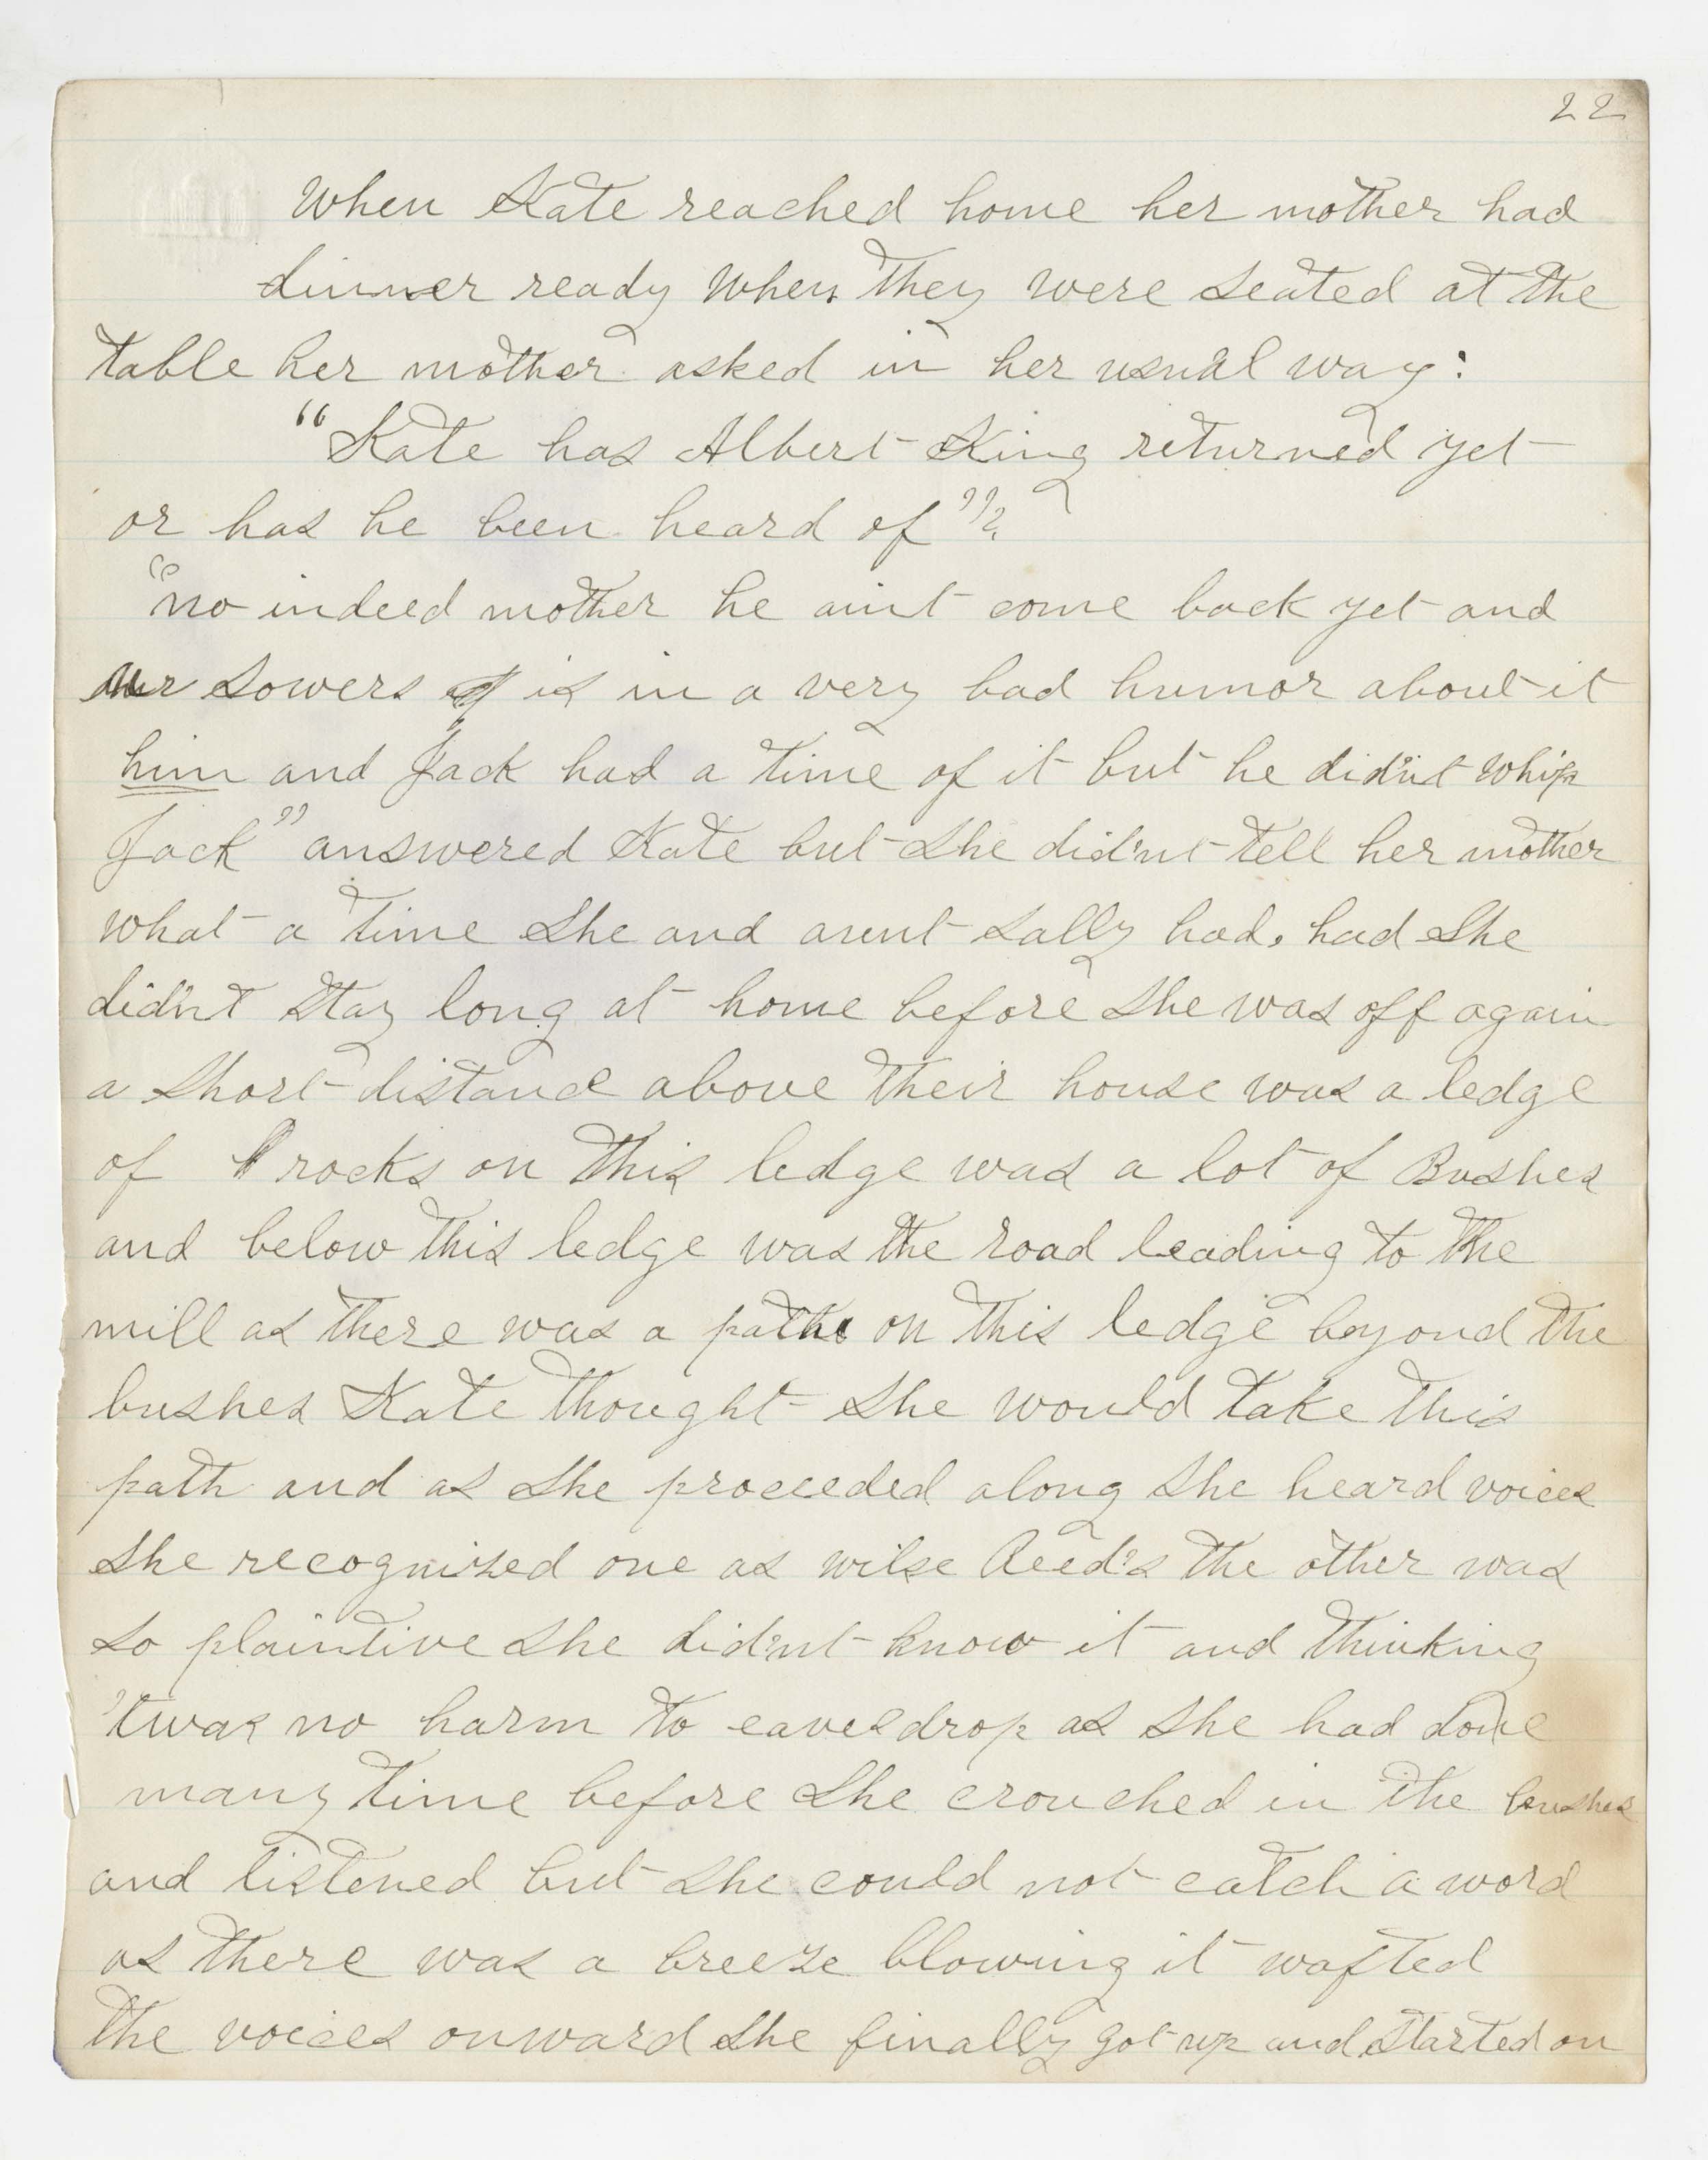 22
When Kate reached home her mother had
dinner ready when they were seated at the
table her mother asked in her usual way:
"Kate has Albert King returned yet
or has he been heard of"?
"no indeed mother he aint come back yet and
mr sowers is in a very bad humor about it
him and Jack had a time of it but he did'nt whip
Jack" answered Kate but she did'nt tell her mother
what a time she and aunt sally had, had she
did'nt stay long at home before she was off again
a short distance above their house was a ledge
of rocks on this ledge was a lot of Bushes
and below this ledge was the road leading to the
mill as there was a path on this ledge beyond the
bushes Kate thought she would take this
path and as she proceeded along she heard voices
she recognized one as wilse Reed's the other was
so plaintive she did'nt know it and thinking
'twas no harm to eavesdrop as she had done
many time before she crouched in the bushes
and listened but she could not catch a word
as there was a breeze blowing it wafted
the voices onward she finally got up and started on